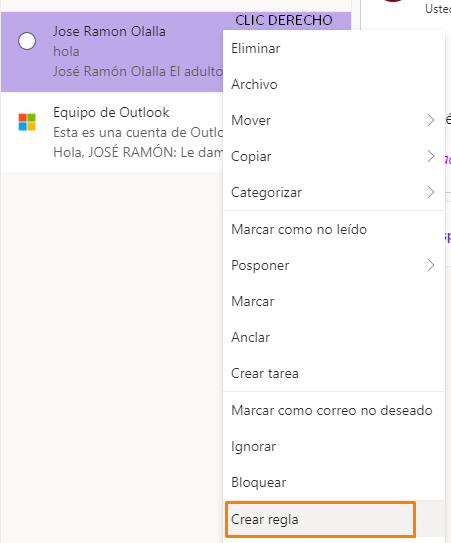 CLIC DERECHO
Usted
Jose Ramon Olalla
hola
José Ramón Olalla El adulto
Equipo de Outlook
Esta es una cuenta de Outlo
Hola, JOSÉ RAMÓN: Le dam
Eliminar
Archivo
Mover
Copiar
Categorizar
Marcar como no leído
Posponer
Marcar
Anclar
Crear tarea
Marcar como correo no deseado
Ignorar
Bloquear
Crear regla